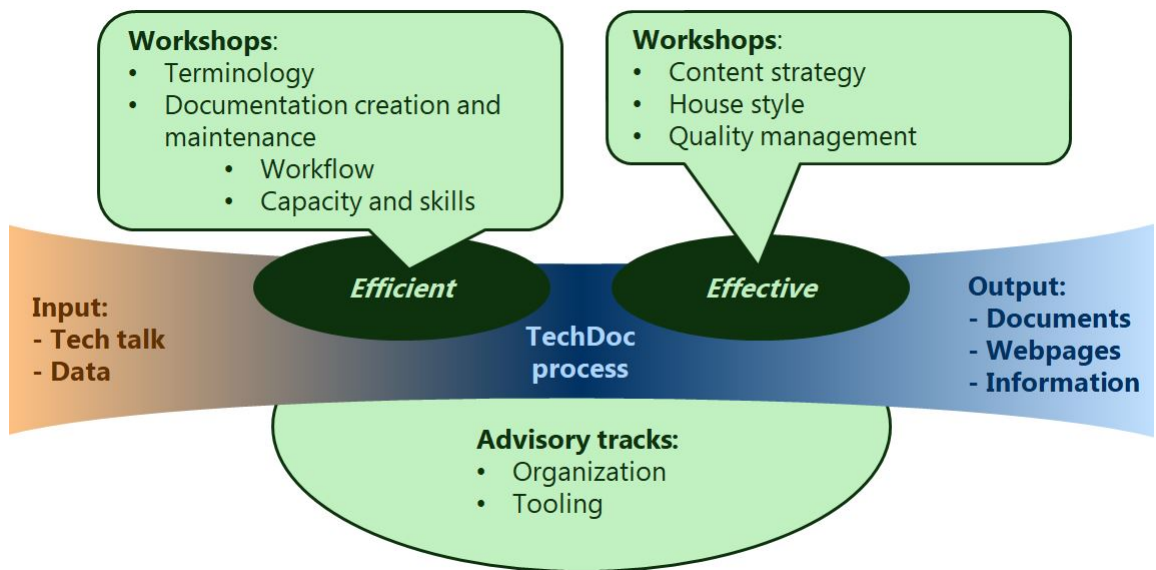 Workshops:
• Terminology
• Documentation creation and
maintenance
• Workflow
• Capacity and skills
Workshops:
• Content strategy
• House style
• Quality management
Efficient
Effective
Input:
- Tech talk
- Data
TechDoc
process
Output:
- Documents
- Webpages
- Information
Advisory tracks:
• Organization
• Tooling